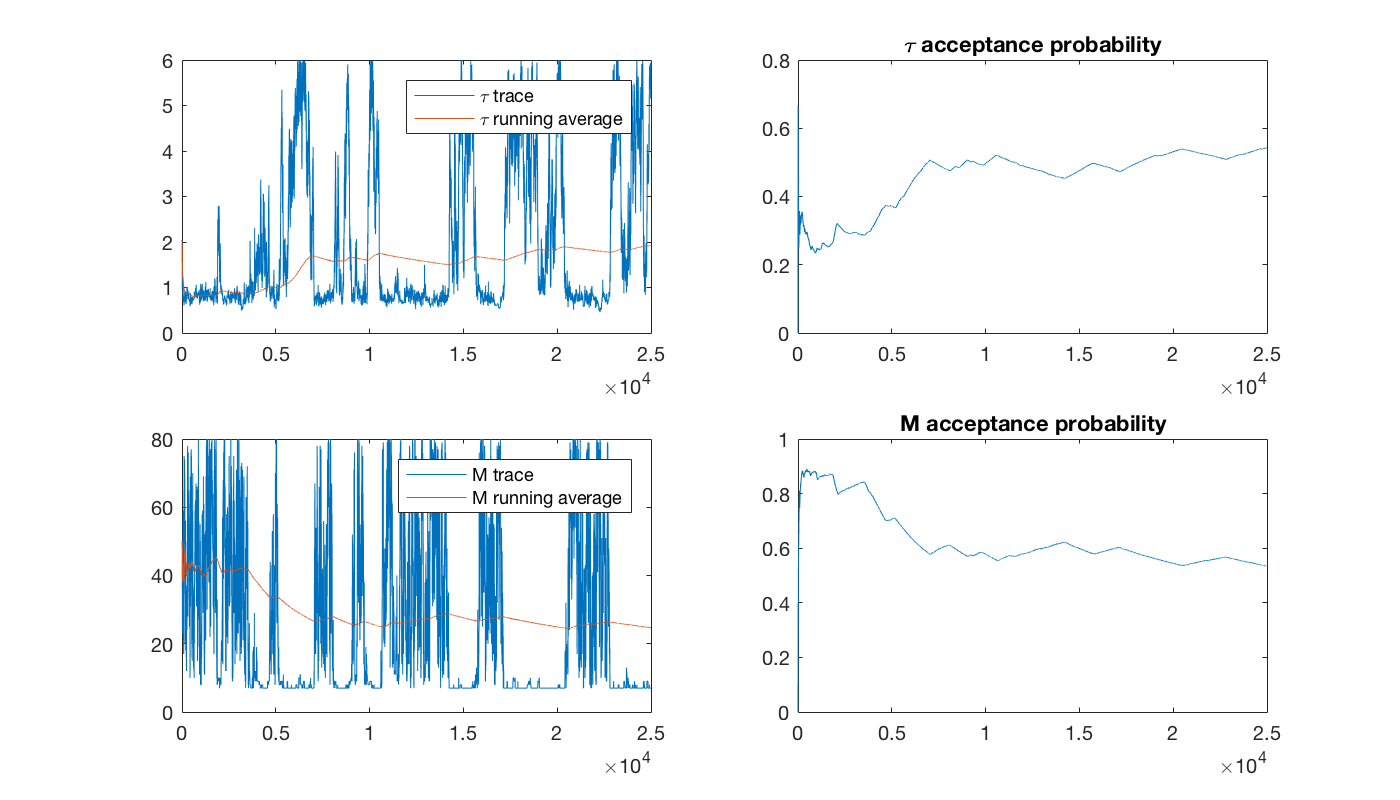 6
5
4
3
2
1
0
τ trace
τ running average
0 0.5 1 1.5 2 2.5
×10^4
τ acceptance probability
0.8
0.6
0.4
0.2
0
0 0.5 1 1.5 2 2.5
×10^4
80
60
40
20
0
M trace
M running average
0 0.5 1 1.5 2 2.5
×10^4
M acceptance probability
1
0.8
0.6
0.4
0.2
0
0 0.5 1 1.5 2 2.5
×10^4